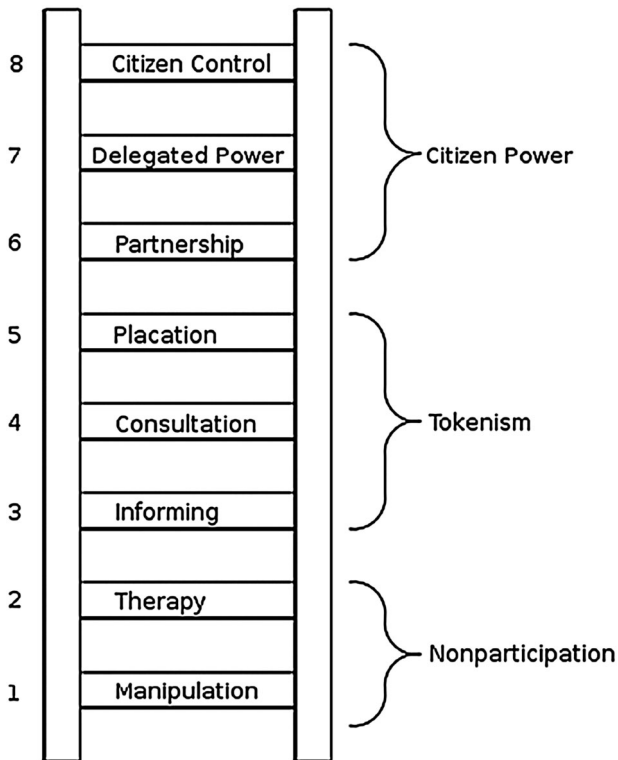 8 Citizen Control
7 Delegated Power
Citizen Power
6 Partnership
5 Placation
4 Consultation
Tokenism
3 Informing
2 Therapy
Nonparticipation
1 Manipulation